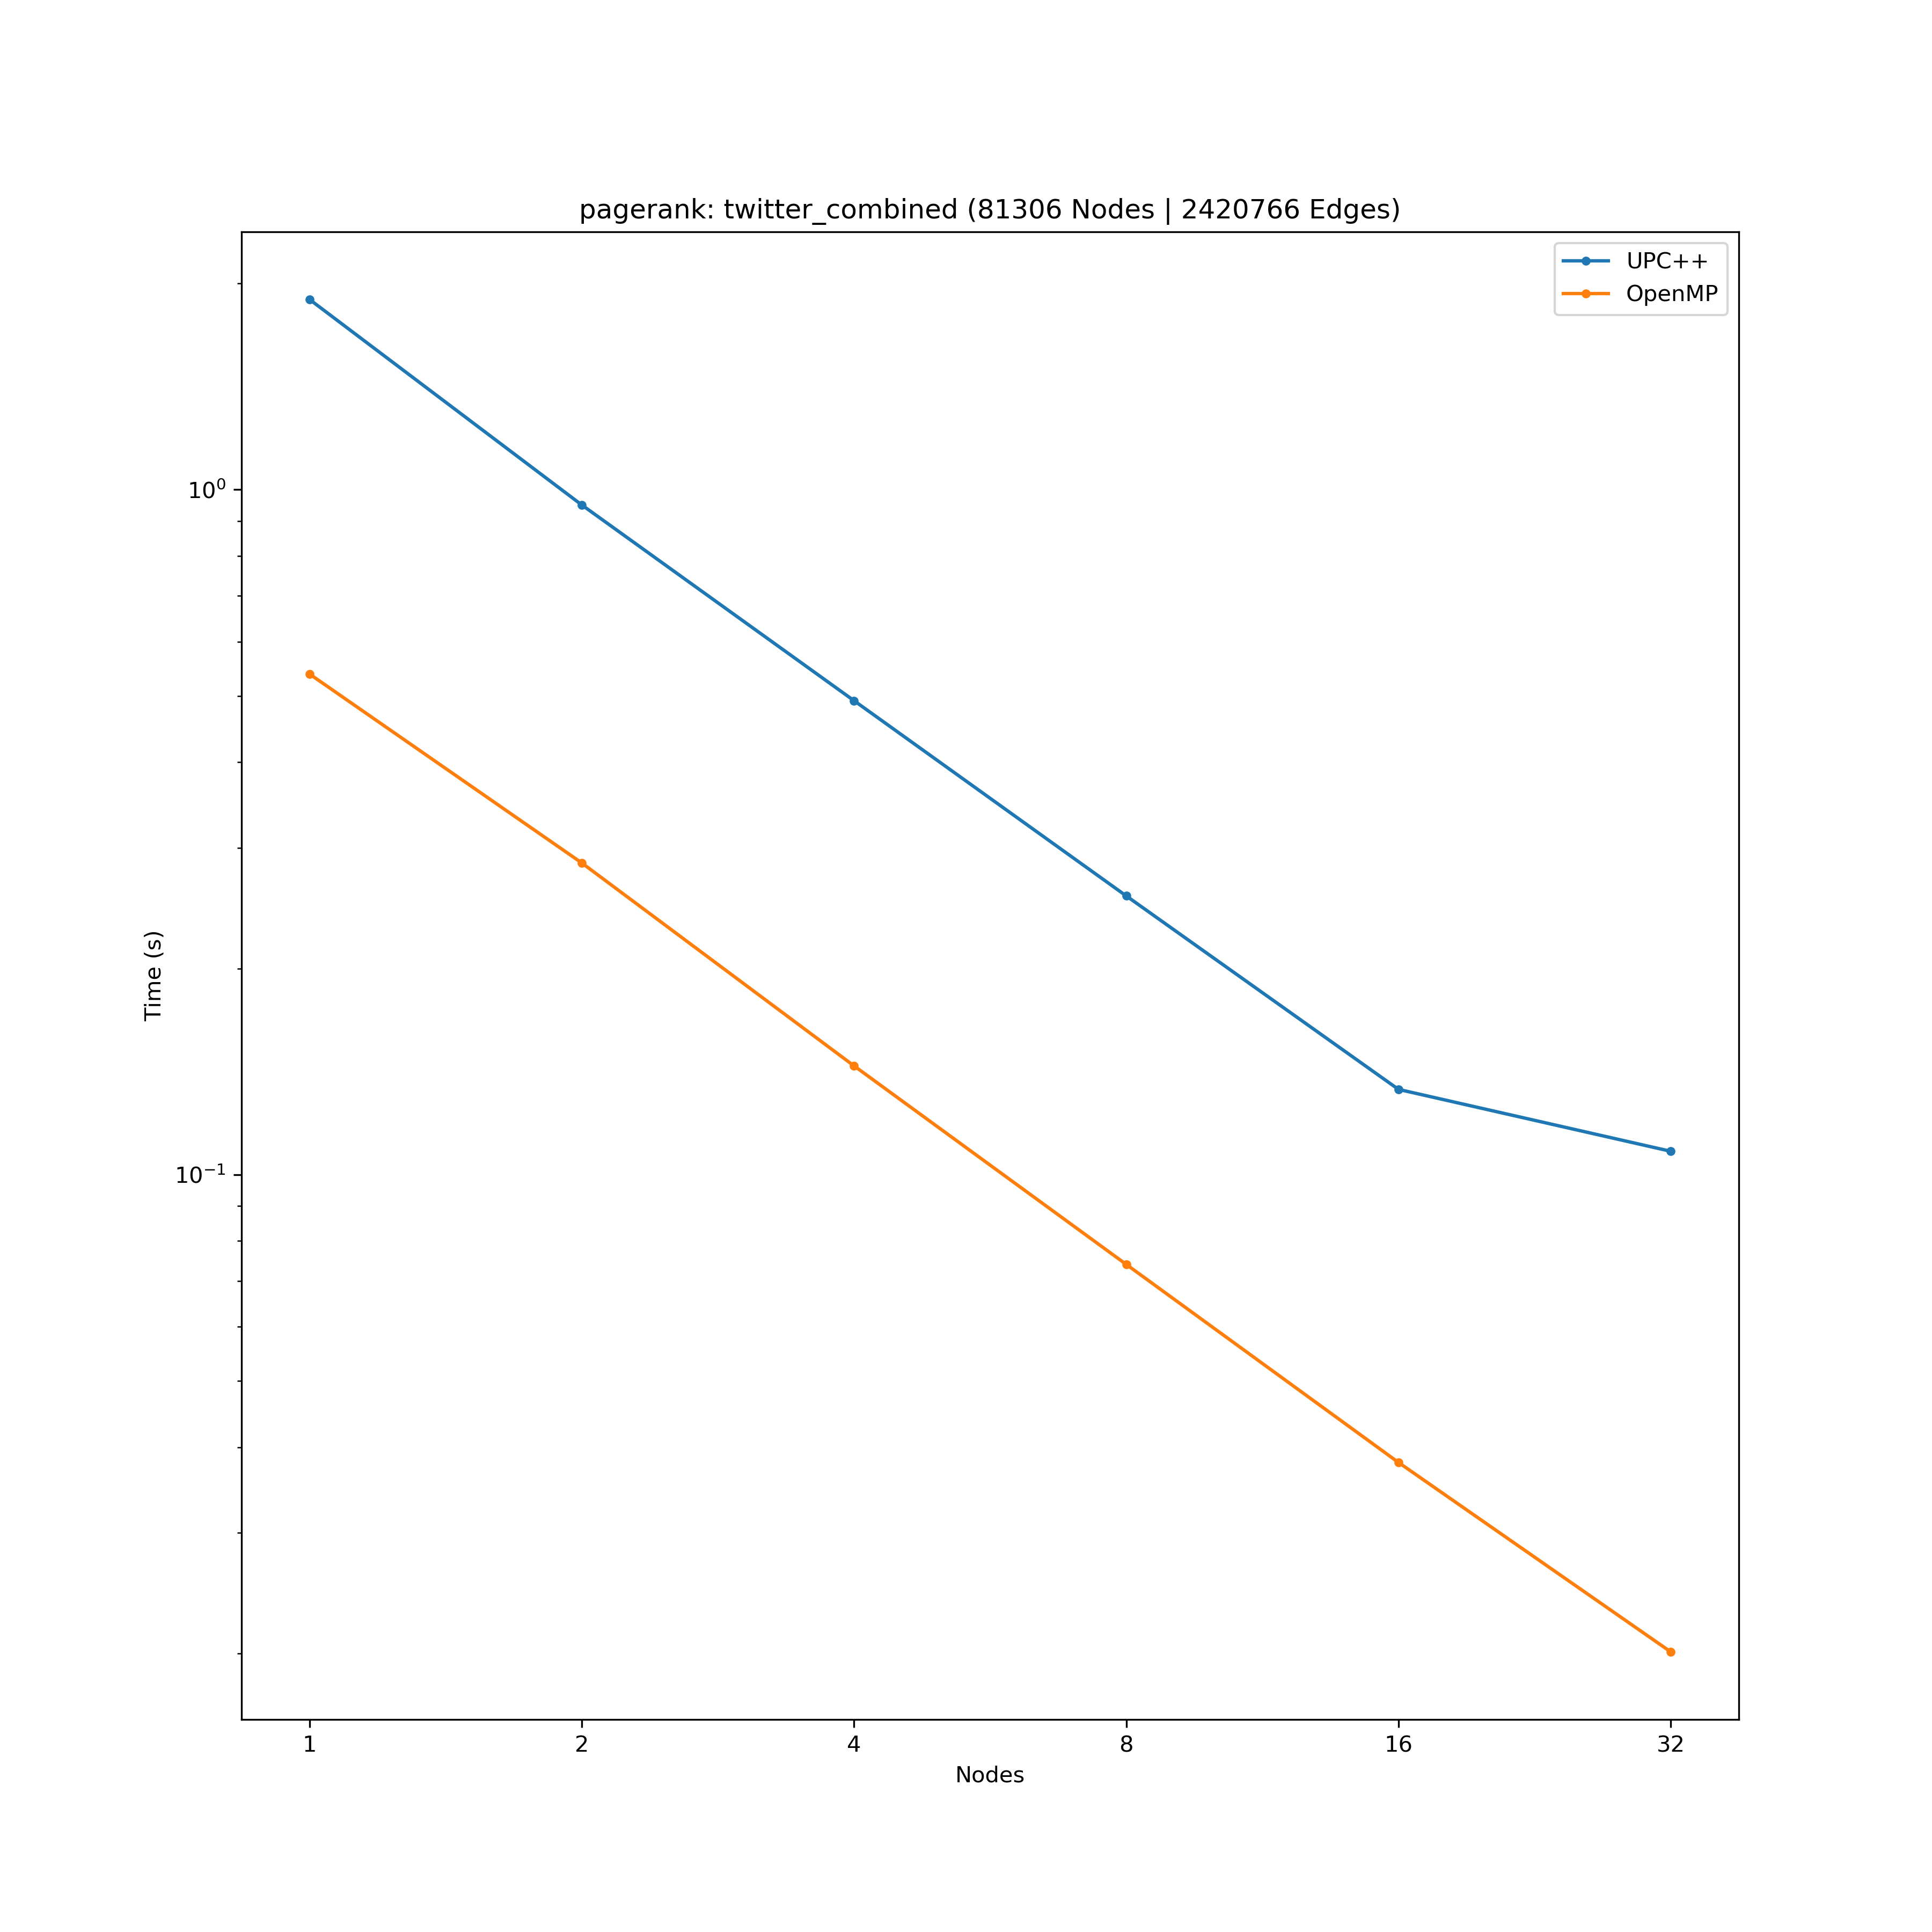 pagerank: twitter_combined (81306 Nodes | 2420766 Edges)
UPC++
OpenMP
10⁰
10⁻¹
Time (s)
1 2 4 8 16 32
Nodes